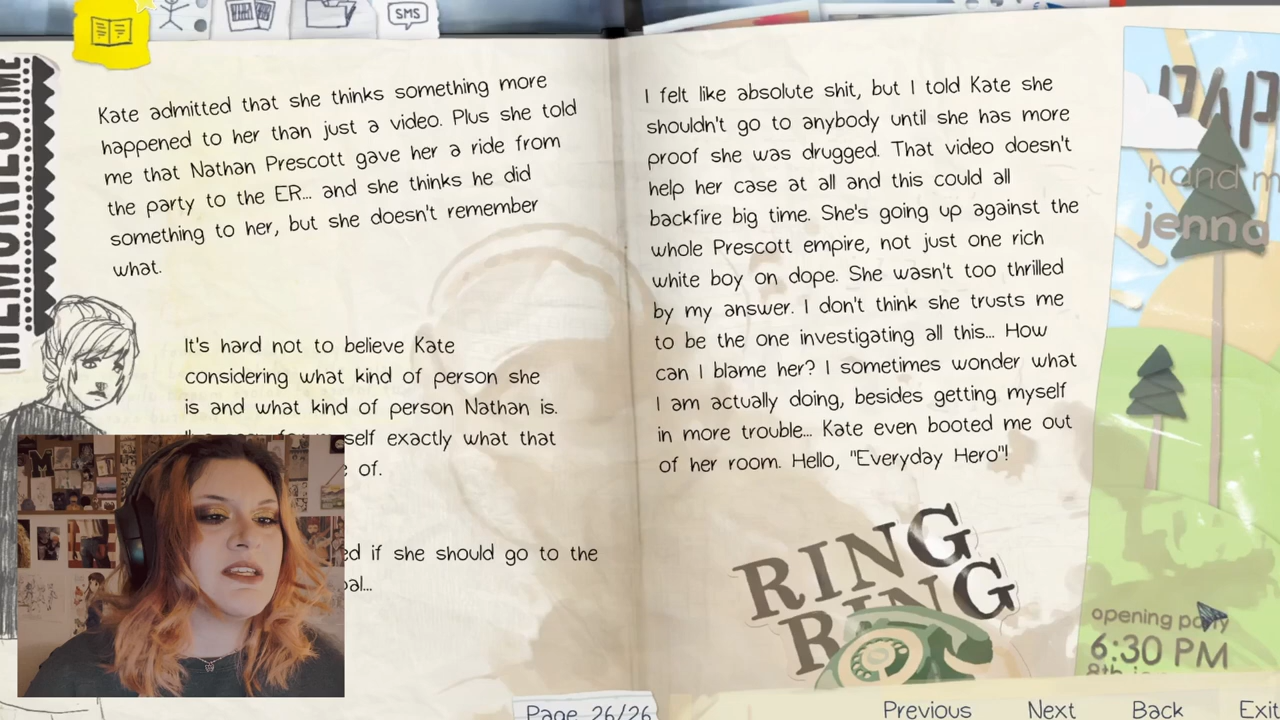 SMS
Kate admitted that she thinks something more
happened to her than just a video. Plus she told
me that Nathan Prescott gave her a ride from
the party to the ER... and she thinks he did
something to her, but she doesn't remember
what.
It's hard not to believe Kate
considering what kind of person she
is and what kind of person Nathan is.
self exactly what that
of.
if she should go to the
I felt like absolute shit, but I told Kate she
shouldn't go to anybody until she has more
proof she was drugged. That video doesn't
help her case at all and this could all
backfire big time. She's going up against the
whole Prescott empire, not just one rich
white boy on dope. She wasn't too thrilled
by my answer. I don't think she trusts me
to be the one investigating all this... How
can I blame her? I sometimes wonder what
I am actually doing, besides getting myself
in more trouble... Kate even booted me out
of her room. Hello, "Everyday Hero"!
RING
RING
hand m
jenna
opening party
6:30 PM
8th
Page 26/26
Previous
Next
Back
Exit